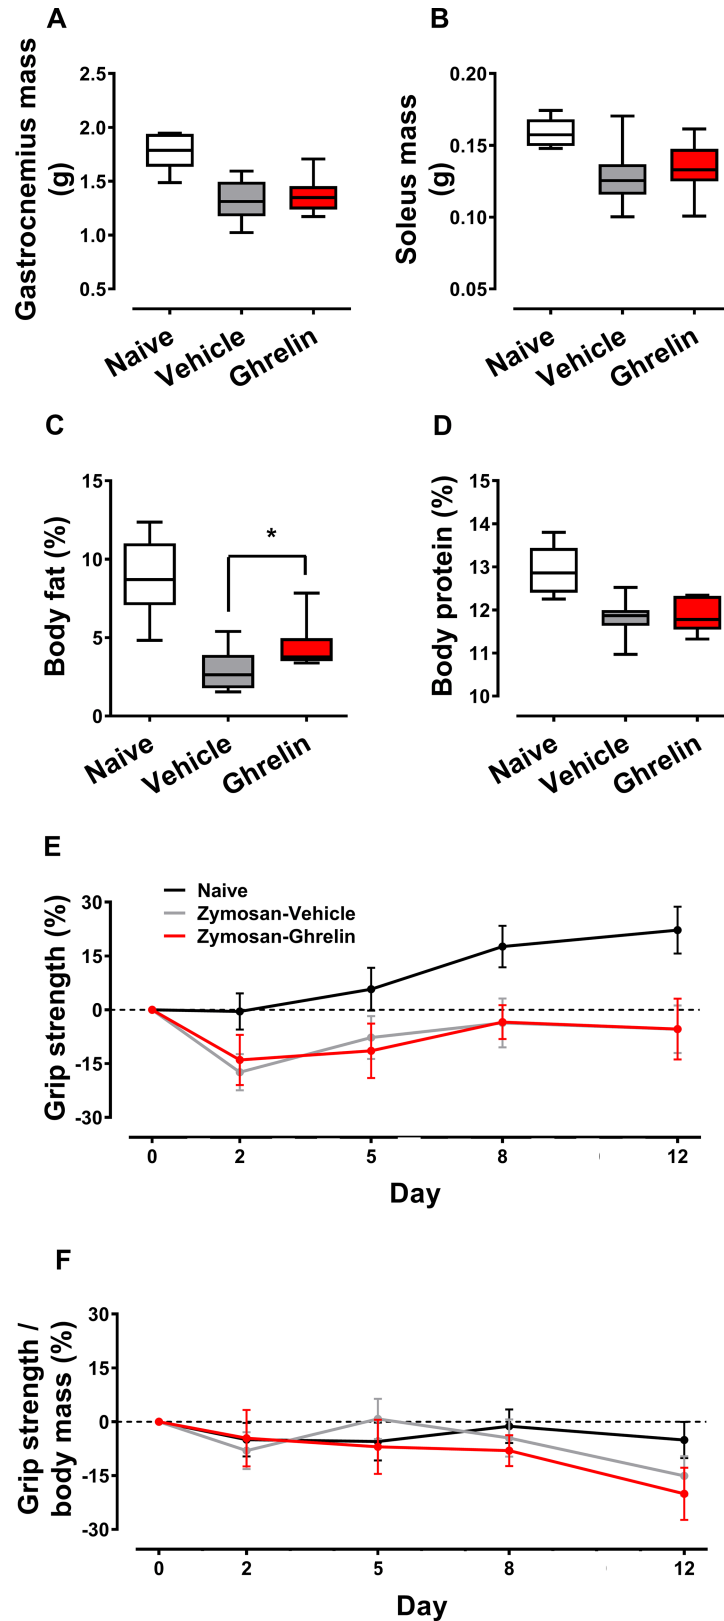 A
Gastrocnemius mass
(g)
2.5
2.0
1.5
1.0
0.5
Naive
Vehicle
Ghrelin
B
Soleus mass
(g)
0.20
0.15
0.10
0.05
Naive
Vehicle
Ghrelin
C
Body fat (%)
15
10
5
0
*
Naive
Vehicle
Ghrelin
D
Body protein (%)
15
14
13
12
11
10
Naive
Vehicle
Ghrelin
E
Grip strength (%)
30
15
0
-15
-30
Naive
Zymosan-Vehicle
Zymosan-Ghrelin
0 2 5 8 12
Day
F
Grip strength /
body mass (%)
30
15
0
-15
-30
0 2 5 8 12
Day